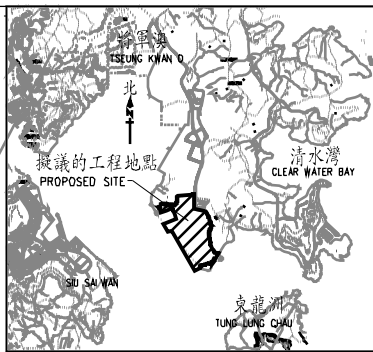 將軍澳
TSEUNG KWAN O
北
擬議的工程地點
PROPOSED SITE
清水灣
CLEAR WATER BAY
SIU SAI WAN
東龍洲
TUNG LUNG CHAU